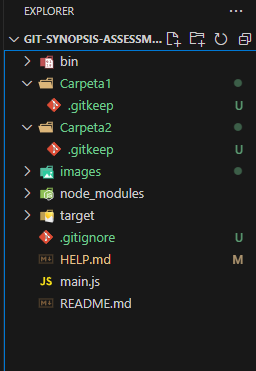 EXPLORER
GIT-SYNOPSIS-ASSESSM...
bin
Carpeta1
.gitkeep U
Carpeta2
.gitkeep U
images
node_modules
target
.gitignore U
HELP.md M
JS main.js
README.md